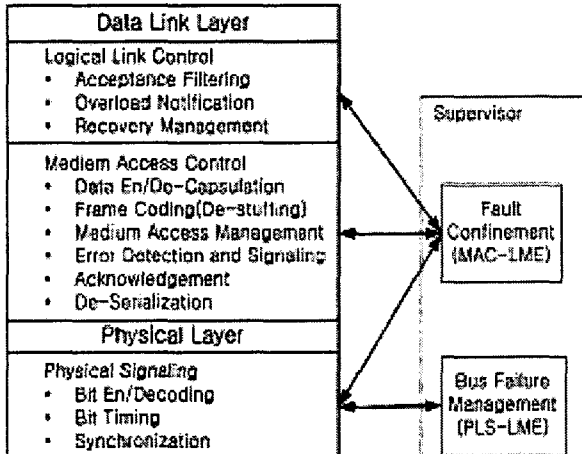 Data Link Layer
Logical Link Control
• Acceptance Filtering
• Overload Notification
• Recovery Management
Medium Access Control
• Data En/De-Capsulation
• Frame Coding(De-stuffing)
• Medium Access Management
• Error Detection and Signaling
• Acknowledgement
• De-Serialization
Physical Layer
Physical Signaling
• Bit En/Decoding
• Bit Timing
• Synchronization
Supervisor
Fault
Confinement
(MAC-LME)
Bus Failure
Management
(PLS-LME)